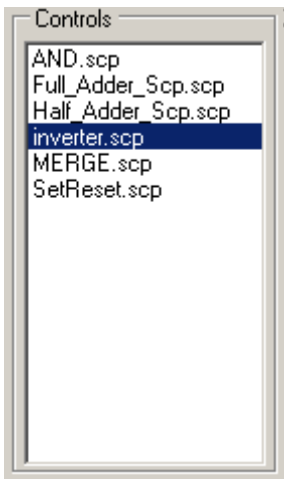 Controls
AND.scp
Full_Adder_Scp.scp
Half_Adder_Scp.scp
inverter.scp
MERGE.scp
SetReset.scp